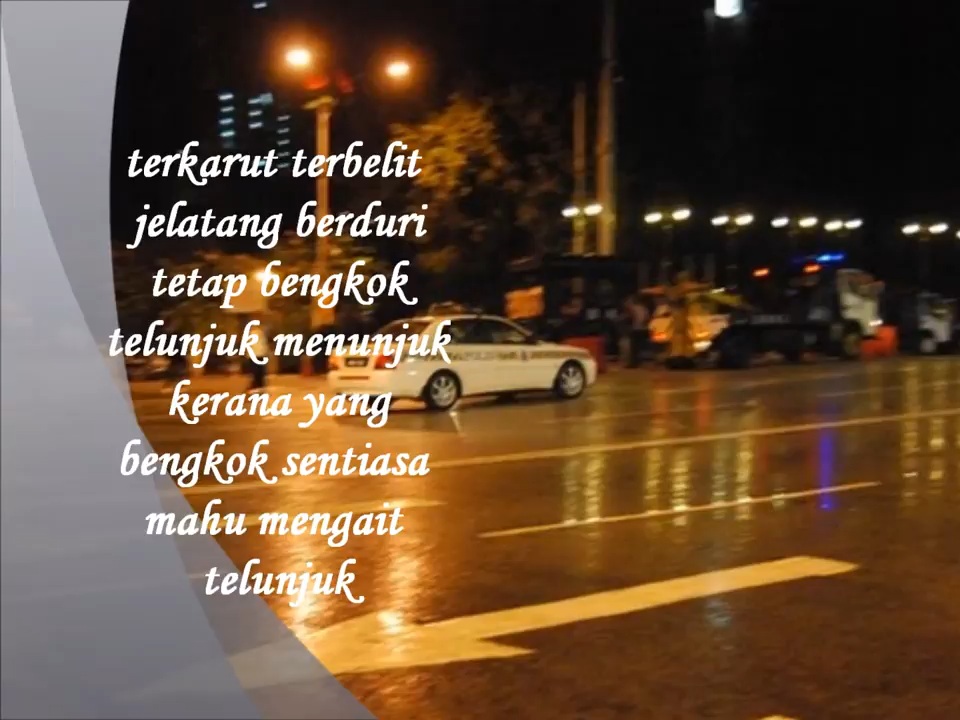 terkarut terbelit
jelatang berduri
tetap bengkok
telunjuk menunjuk
kerana yang
bengkok sentiasa
mahu mengait
telunjuk